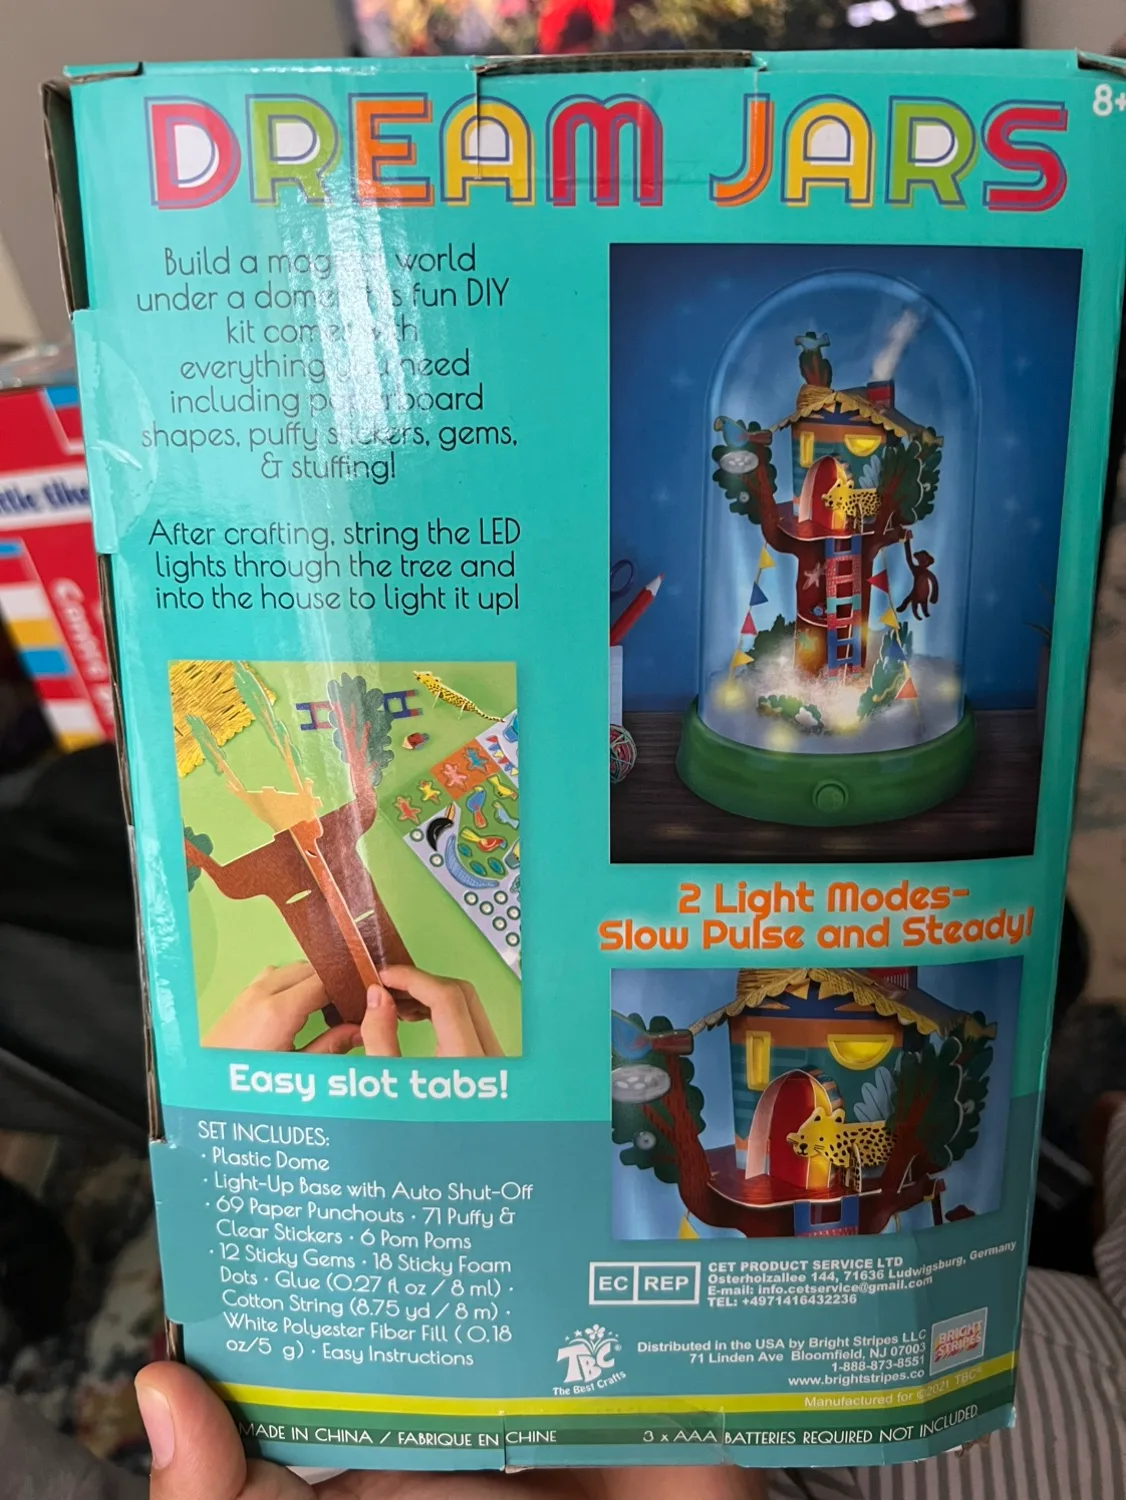 DREAM JARS
8+
Build a world
under a dome fun DIY
kit
everything need
including
shapes, puffy stickers, gems,
& stuffing!
After crafting, string the LED
lights through the tree and
into the house to light it up!
2 Light Modes-
Slow Pulse and Steady!
Easy slot tabs!
SET INCLUDES:
· Plastic Dome
· Light-Up Base with Auto Shut-Off
· 69 Paper Punchouts · 71 Puffy &
Clear Stickers · 6 Pom Poms
· 12 Sticky Gems · 18 Sticky Foam
Dots · Glue (0.27 fl oz / 8 ml) ·
Cotton String (8.75 yd / 8 m) ·
White Polyester Fiber Fill ( 0.18
oz/5 g) · Easy Instructions
EC REP
CET PRODUCT SERVICE LTD
Osterholzallee 144, 71636 Ludwigsburg, Germany
E-mail: info.cetservice@gmail.com
TEL: +4971416432236
TBC
The Best Crafts
Distributed in the USA by Bright Stripes LLC
71 Linden Ave Bloomfield, NJ 07003
1-888-873-8551
www.brightstripes.co
BRIGHT
STRIPES
Manufactured for ©2021 TBC
MADE IN CHINA / FABRIQUE EN CHINE
3 x AAA BATTERIES REQUIRED NOT INCLUDED